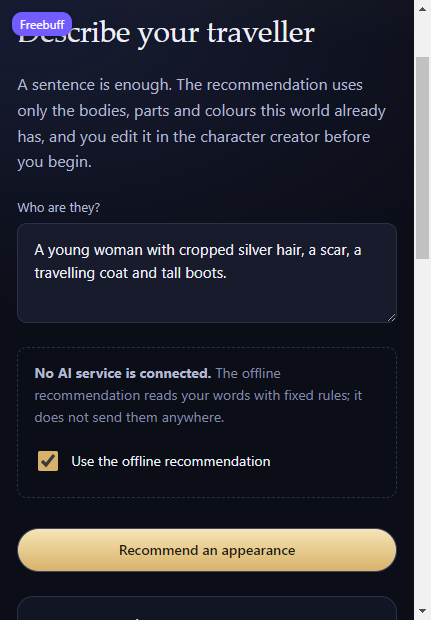 Freebuff
Describe your traveller
A sentence is enough. The recommendation uses
only the bodies, parts and colours this world already
has, and you edit it in the character creator before
you begin.
Who are they?
A young woman with cropped silver hair, a scar, a
travelling coat and tall boots.
No AI service is connected. The offline
recommendation reads your words with fixed rules; it
does not send them anywhere.
Use the offline recommendation
Recommend an appearance